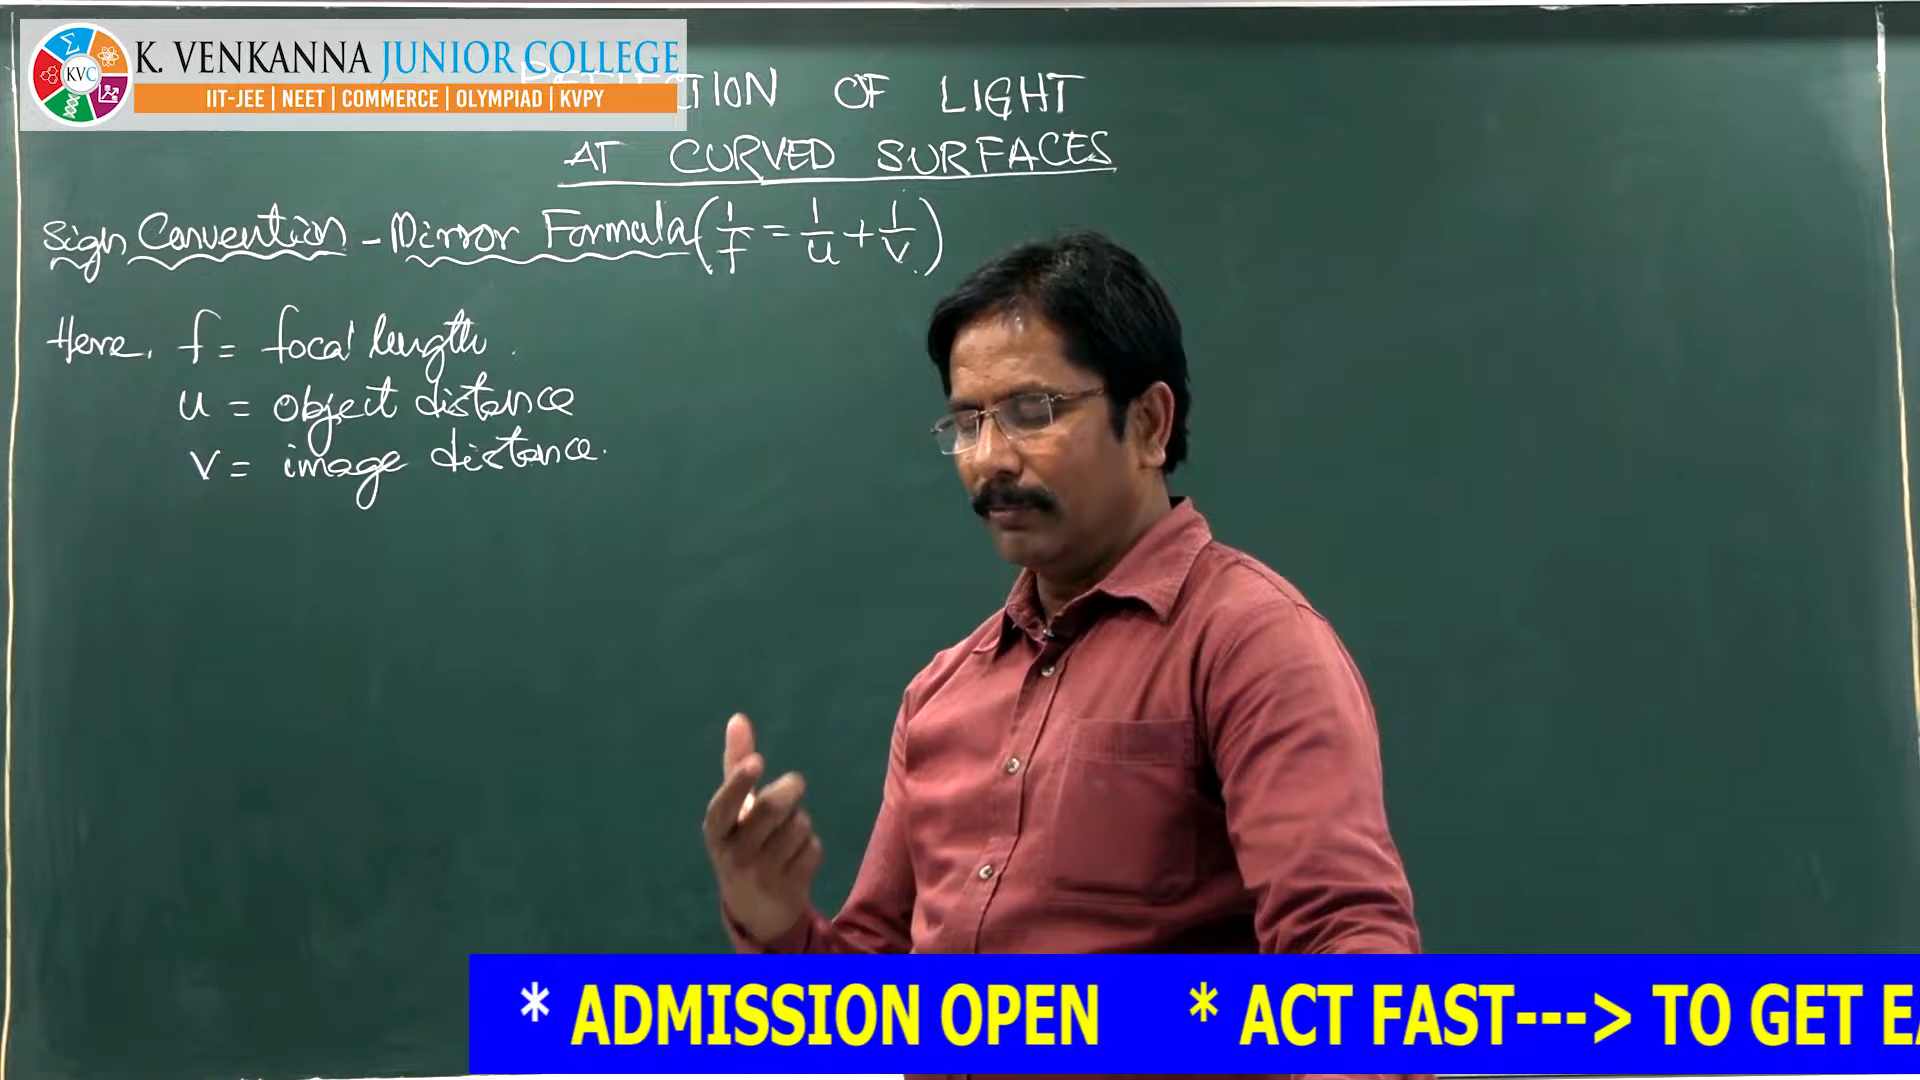 KVC
K. VENKANNA JUNIOR COLLEGE
IIT-JEE | NEET | COMMERCE | OLYMPIAD | KVPY
TION OF LIGHT
AT CURVED SURFACES
Sign Convention - Mirror Formula (1/f = 1/u + 1/v)
Here, f = focal length.
u = object distance
v = image distance.
* ADMISSION OPEN * ACT FAST---> TO GET